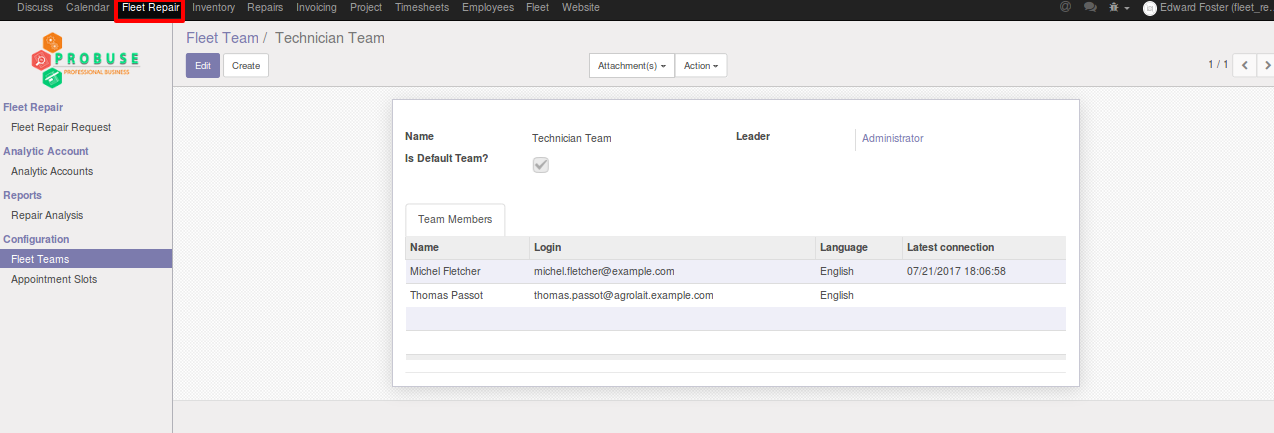 Discuss Calendar Fleet Repair Inventory Repairs Invoicing Project Timesheets Employees Fleet Website @ Edward Foster (fleet_re...
PROBUSE
PROFESSIONAL BUSINESS
Fleet Team / Technician Team
Edit Create Attachment(s) Action 1 / 1
Fleet Repair
Fleet Repair Request
Analytic Account
Analytic Accounts
Reports
Repair Analysis
Configuration
Fleet Teams
Appointment Slots
Name Technician Team Leader Administrator
Is Default Team?
Team Members
Name Login Language Latest connection
Michel Fletcher michel.fletcher@example.com English 07/21/2017 18:06:58
Thomas Passot thomas.passot@agrolait.example.com English